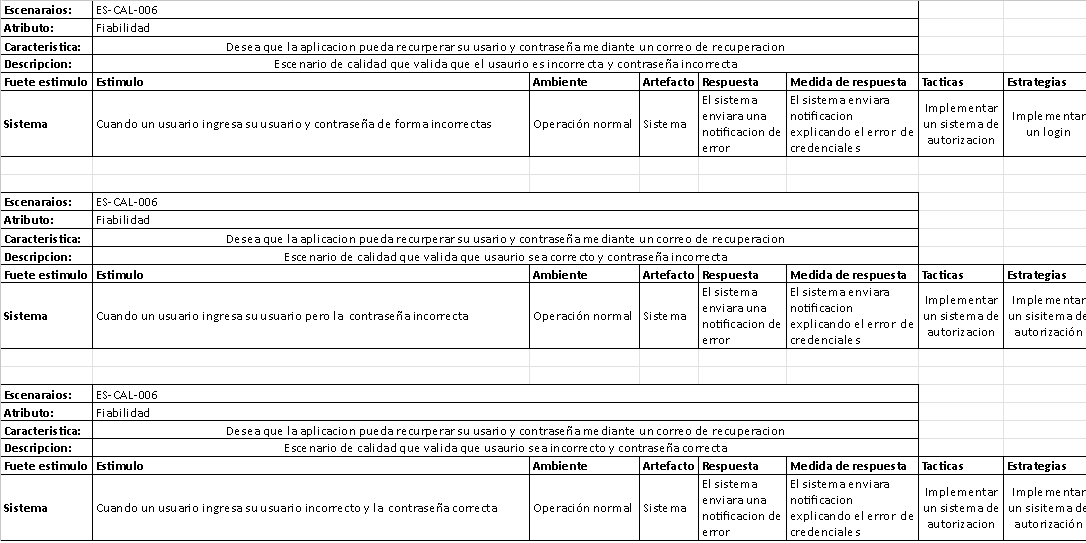 Escenaraios: ES-CAL-006
Atributo: Fiabilidad
Caracteristica: Desea que la aplicacion pueda recurperar su usario y contraseña mediante un correo de recuperacion
Descripcion: Escenario de calidad que valida que el usaurio es incorrecta y contraseña incorrecta
Fuete estimulo Estimulo Ambiente Artefacto Respuesta Medida de respuesta Tacticas Estrategias
Sistema
Cuando un usuario ingresa su usuario y contraseña de forma incorrectas
Operación normal
Sistema
El sistema
enviara una
notificacion de
error
El sistema enviara
notificacion
explicando el error de
credenciales
Implementar
un sistema de
autorizacion
Implementar
un login
Escenaraios: ES-CAL-006
Atributo: Fiabilidad
Caracteristica: Desea que la aplicacion pueda recurperar su usario y contraseña mediante un correo de recuperacion
Descripcion: Escenario de calidad que valida que usaurio sea correcto y contraseña incorrecta
Fuete estimulo Estimulo Ambiente Artefacto Respuesta Medida de respuesta Tacticas Estrategias
Sistema
Cuando un usuario ingresa su usuario pero la contraseña incorrecta
Operación normal
Sistema
El sistema
enviara una
notificacion de
error
El sistema enviara
notificacion
explicando el error de
credenciales
Implementar
un sistema de
autorizacion
Implementar
un sisitema de
autorización
Escenaraios: ES-CAL-006
Atributo: Fiabilidad
Caracteristica: Desea que la aplicacion pueda recurperar su usario y contraseña mediante un correo de recuperacion
Descripcion: Escenario de calidad que valida que usaurio sea incorrecto y contraseña correcta
Fuete estimulo Estimulo Ambiente Artefacto Respuesta Medida de respuesta Tacticas Estrategias
Sistema
Cuando un usuario ingresa su usuario incorrecto y la contraseña correcta
Operación normal
Sistema
El sistema
enviara una
notificacion de
error
El sistema enviara
notificacion
explicando el error de
credenciales
Implementar
un sistema de
autorizacion
Implementar
un sisitema de
autorización